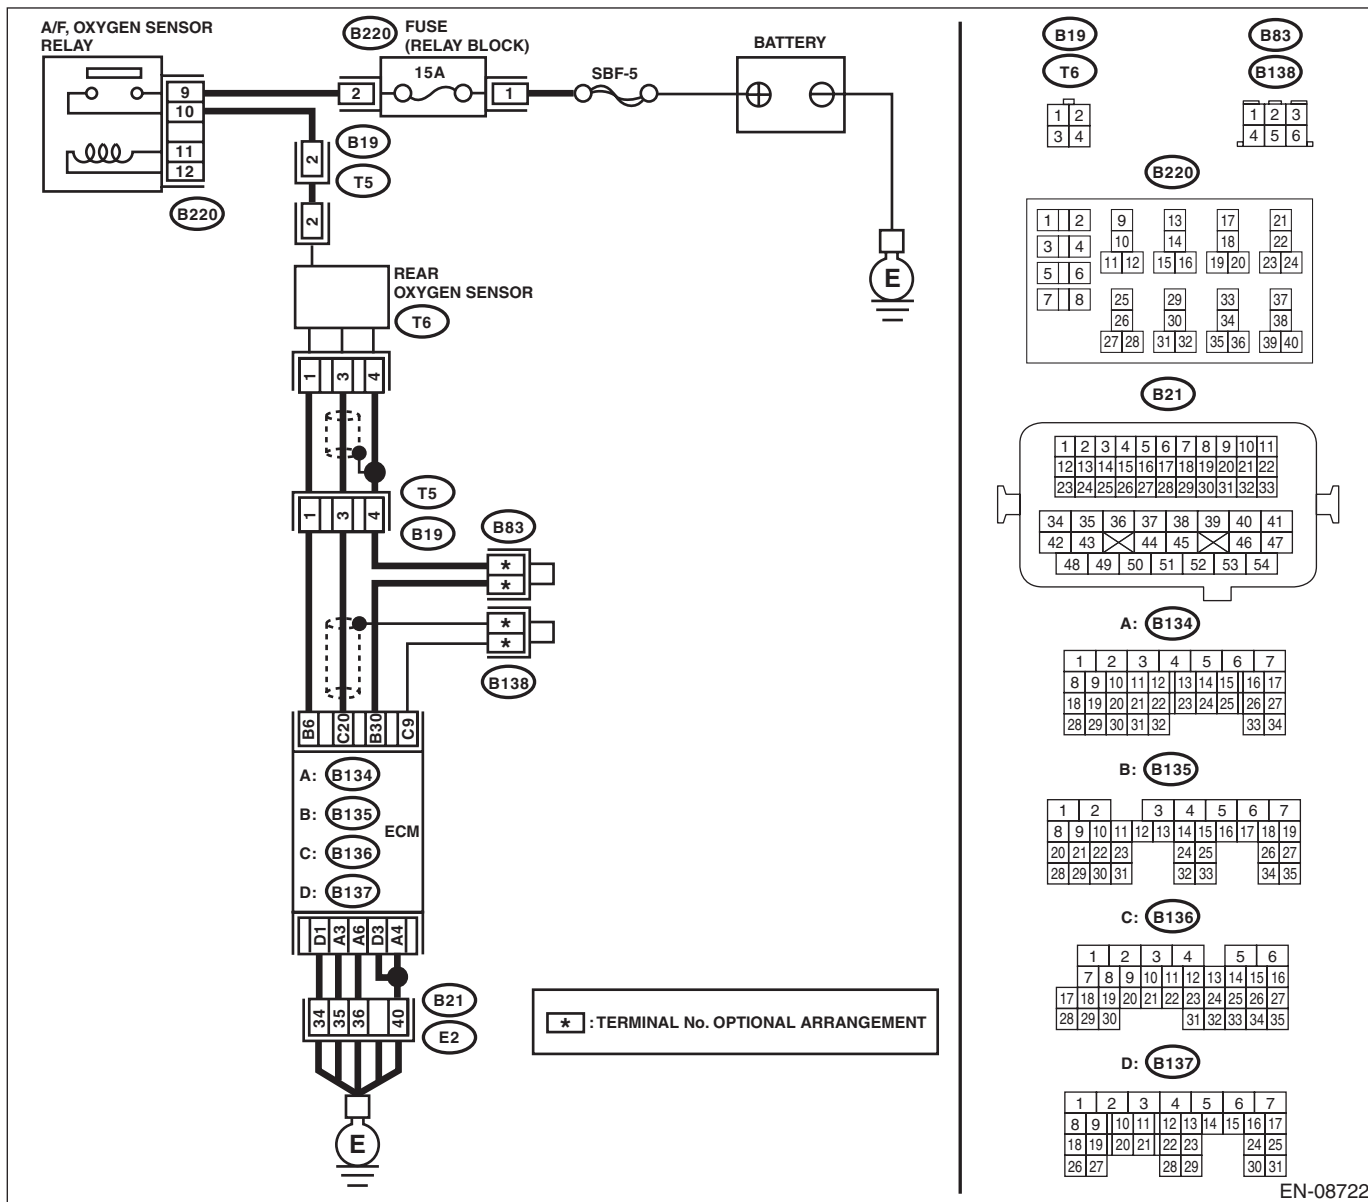 A/F, OXYGEN SENSOR
RELAY
B220
FUSE
(RELAY BLOCK)
15A
SBF-5
BATTERY
9
10
11
12
2
1
B220
2
B19
T5
2
REAR
OXYGEN SENSOR
T6
E
1 3 4
T5
B19
1 3 4
B83
*
*
*
*
B138
B6 C20 B30 C9
A: B134
B: B135
C: B136
D: B137
ECM
D1 A3 A6 D3 A4
34 35 36 40
B21
E2
E
* : TERMINAL No. OPTIONAL ARRANGEMENT
B19
T6
1 2
3 4
B83
B138
1 2 3
4 5 6
B220
1 2 9 13 17 21
3 4 10 14 18 22
11 12 15 16 19 20 23 24
5 6
7 8 25 29 33 37
26 30 34 38
27 28 31 32 35 36 39 40
B21
1 2 3 4 5 6 7 8 9 10 11
12 13 14 15 16 17 18 19 20 21 22
23 24 25 26 27 28 29 30 31 32 33
34 35 36 37 38 39 40 41
42 43 44 45 46 47
48 49 50 51 52 53 54
A: B134
1 2 3 4 5 6 7
8 9 10 11 12 13 14 15 16 17
18 19 20 21 22 23 24 25 26 27
28 29 30 31 32 33 34
B: B135
1 2 3 4 5 6 7
8 9 10 11 12 13 14 15 16 17 18 19
20 21 22 23 24 25 26 27
28 29 30 31 32 33 34 35
C: B136
1 2 3 4 5 6
7 8 9 10 11 12 13 14 15 16
17 18 19 20 21 22 23 24 25 26 27
28 29 30 31 32 33 34 35
D: B137
1 2 3 4 5 6 7
8 9 10 11 12 13 14 15 16 17
18 19 20 21 22 23 24 25
26 27 28 29 30 31
EN-08722